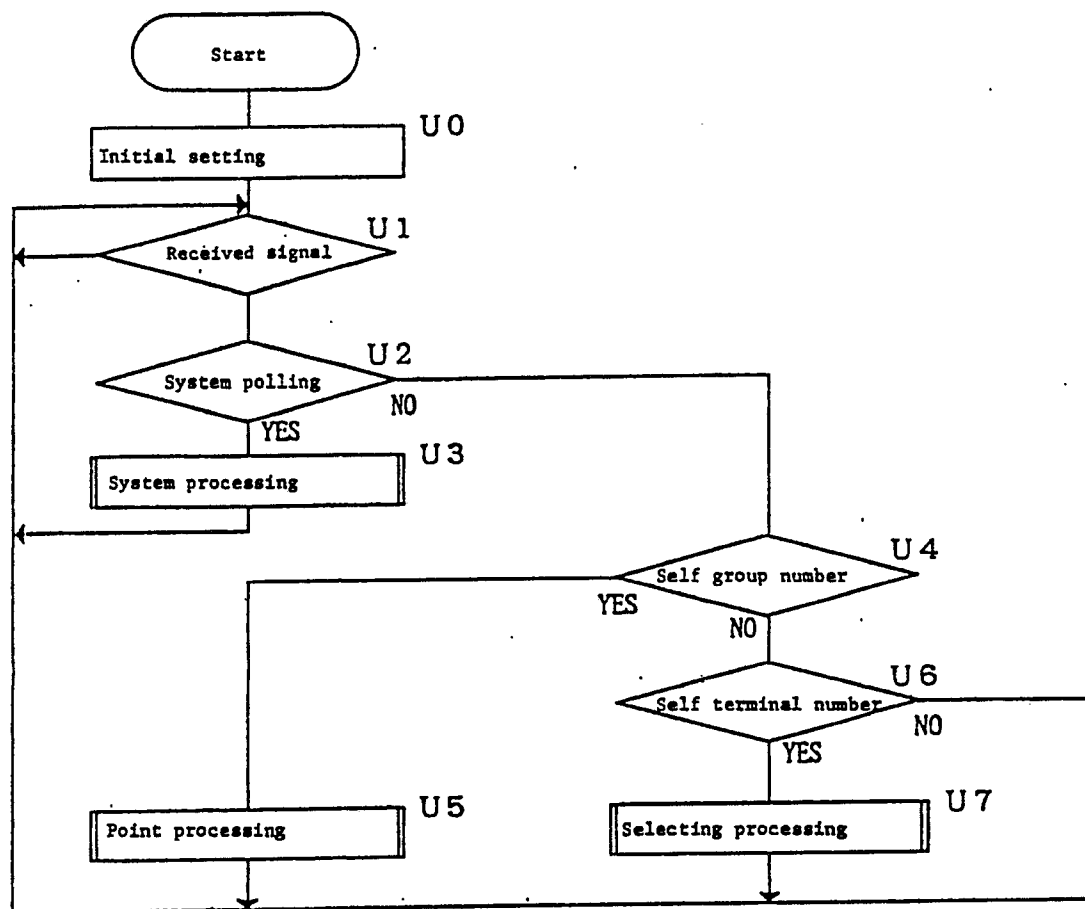 Start
U0
Initial setting
U1
Received signal
U2
System polling
NO
YES
U3
System processing
U4
Self group number
YES
NO
U6
Self terminal number
NO
YES
U5
Point processing
U7
Selecting processing